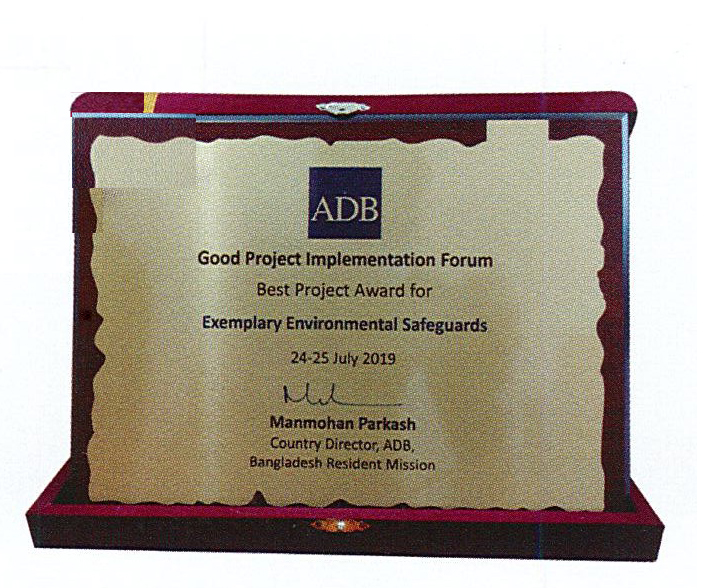 ADB
Good Project Implementation Forum
Best Project Award for
Exemplary Environmental Safeguards
24-25 July 2019
Manmohan Parkash
Country Director, ADB,
Bangladesh Resident Mission